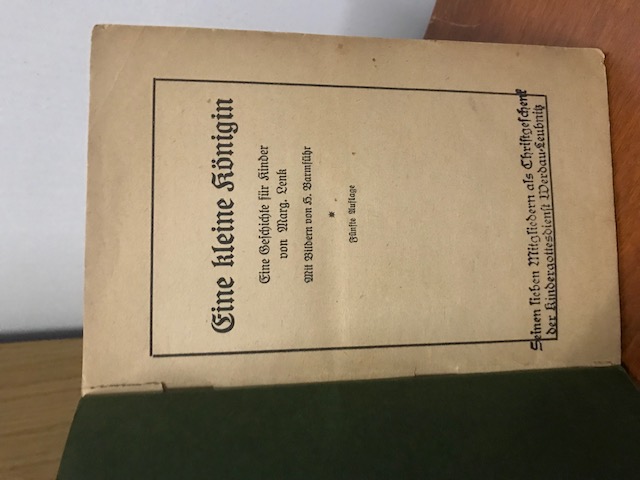 Eine kleine Königin
Eine Geschichte für Kinder
von Marg. Lenk
Mit Bildern von H. Barmführ
*
Fünfte Auflage
Seinen lieben Mitgliedern als Christgeschenk
der Kindergottesdienst Werdau-Leubnitz